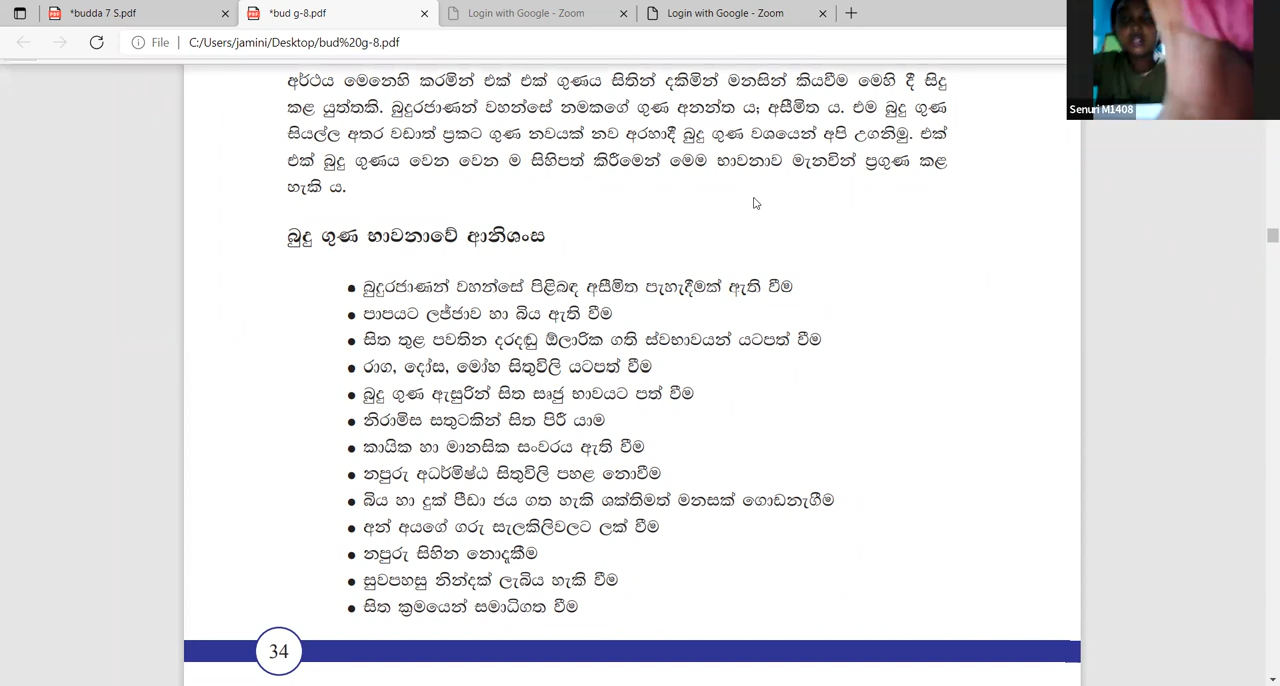 *budda 7 S.pdf
*bud g-8.pdf
Login with Google - Zoom
Login with Google - Zoom
File C:/Users/jamini/Desktop/bud%20g-8.pdf
Senuri M1408
අර්ථය මෙනෙහි කරමින් එක් එක් ගුණය සිතින් දකිමින් මනසින් කියවීම මෙහි දී සිදු
කළ යුත්තකි. බුදුරජාණන් වහන්සේ නමකගේ ගුණ අනන්ත ය; අසීමිත ය. එම බුදු ගුණ
සියල්ල අතර වඩාත් ප්‍රකට ගුණ නවයක් නව අරහාදී බුදු ගුණ වශයෙන් අපි උගනිමු. එක්
එක් බුදු ගුණය වෙන වෙන ම සිහිපත් කිරීමෙන් මෙම භාවනාව මැනවින් ප්‍රගුණ කළ
හැකි ය.
බුදු ගුණ භාවනාවේ ආනිශංස
● බුදුරජාණන් වහන්සේ පිළිබඳ අසීමිත පැහැදීමක් ඇති වීම
● පාපයට ලජ්ජාව හා බිය ඇති වීම
● සිත තුළ පවතින දරදඬු ඕලාරික ගති ස්වභාවයන් යටපත් වීම
● රාග, දෝස, මෝහ සිතුවිලි යටපත් වීම
● බුදු ගුණ ඇසුරින් සිත සෘජු භාවයට පත් වීම
● නිරාමිස සතුටකින් සිත පිරී යාම
● කායික හා මානසික සංවරය ඇති වීම
● නපුරු අධර්මිෂ්ඨ සිතුවිලි පහළ නොවීම
● බිය හා දුක් පීඩා ජය ගත හැකි ශක්තිමත් මනසක් ගොඩනැගීම
● අන් අයගේ ගරු සැලකිලිවලට ලක් වීම
● නපුරු සිහින නොදැකීම
● සුවපහසු නින්දක් ලැබිය හැකි වීම
● සිත ක්‍රමයෙන් සමාධිගත වීම
34